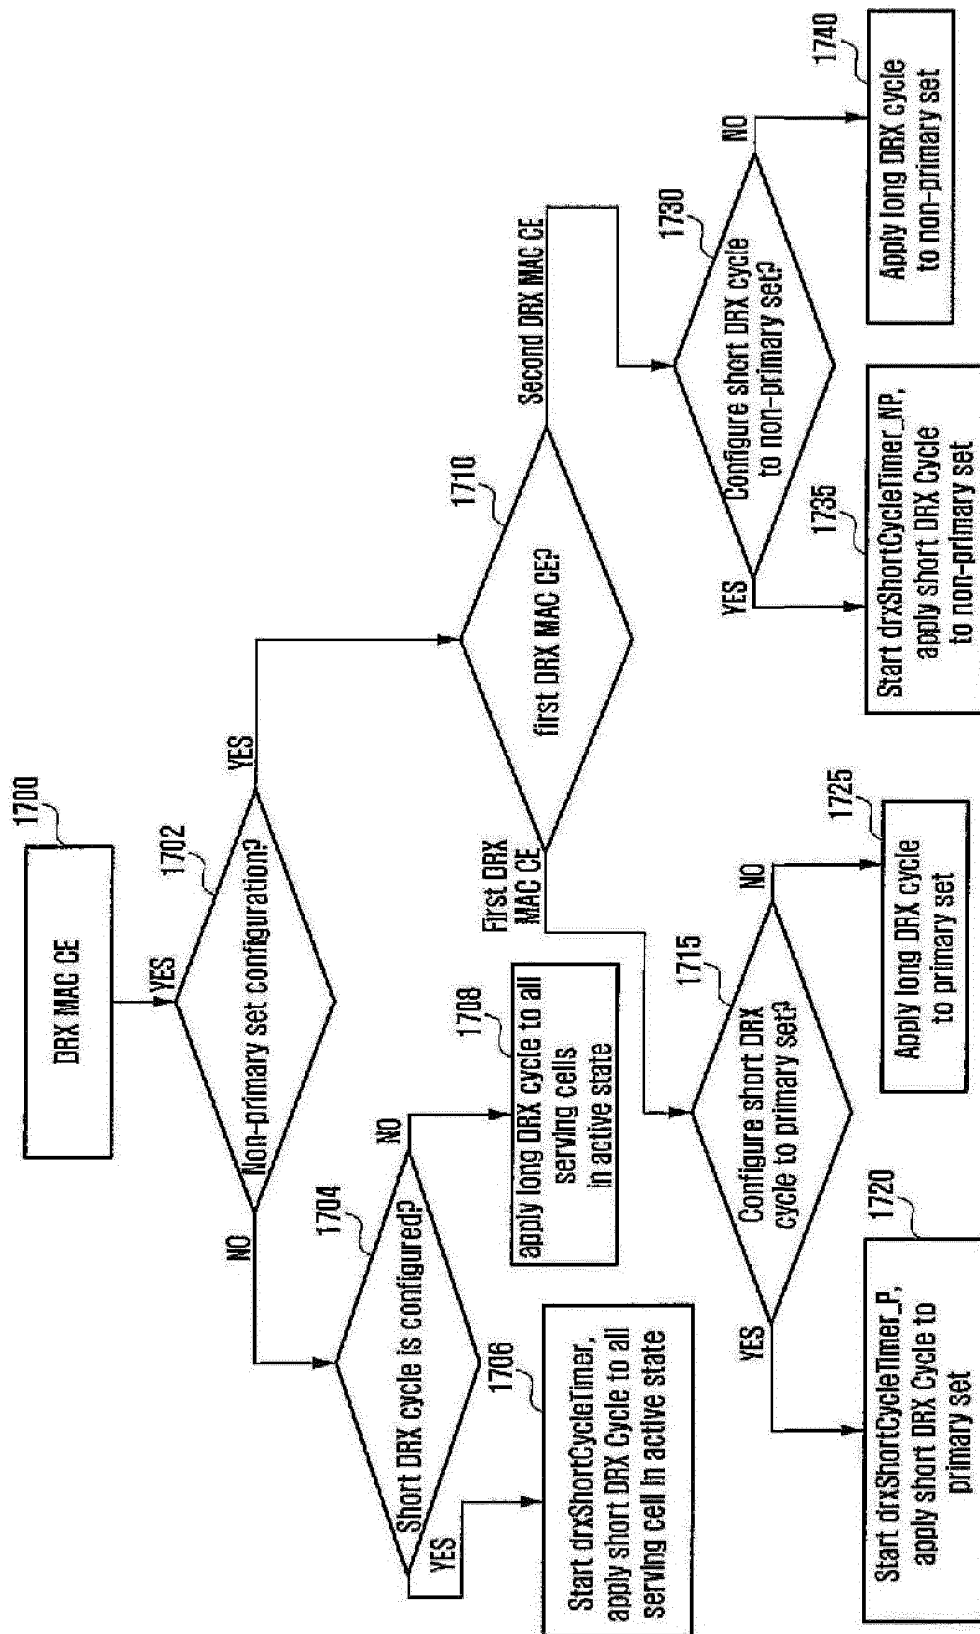 1700
DRX MAC CE
YES
1702
Non-primary set configuration?
NO
YES
1704
Short DRX cycle is configured?
YES
NO
1706
Start drxShortCycleTimer,
apply short DRX Cycle to all
serving cell in active state
1708
apply long DRX cycle to all
serving cells
in active state
1710
first DRX MAC CE?
First DRX
MAC CE
Second DRX MAC CE
1715
Configure short DRX
cycle to primary set?
YES
NO
1720
Start drxShortCycleTimer_P,
apply short DRX Cycle to
primary set
1725
Apply long DRX cycle
to primary set
1730
Configure short DRX cycle
to non-primary set?
YES
NO
1735
Start drxShortCycleTimer_NP,
apply short DRX Cycle
to non-primary set
1740
Apply long DRX cycle
to non-primary set